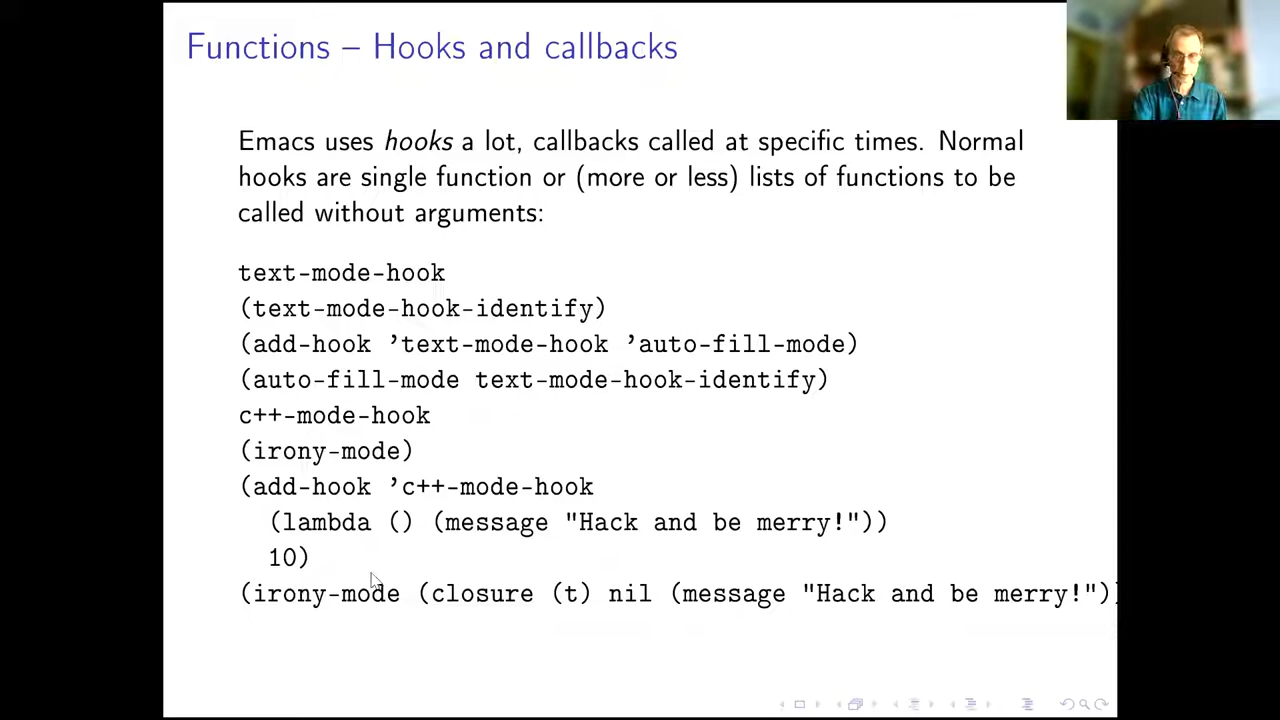 Functions – Hooks and callbacks
Emacs uses hooks a lot, callbacks called at specific times. Normal
hooks are single function or (more or less) lists of functions to be
called without arguments:
text-mode-hook
(text-mode-hook-identify)
(add-hook ’text-mode-hook ’auto-fill-mode)
(auto-fill-mode text-mode-hook-identify)
c++-mode-hook
(irony-mode)
(add-hook ’c++-mode-hook
(lambda () (message "Hack and be merry!"))
10)
(irony-mode (closure (t) nil (message "Hack and be merry!"))